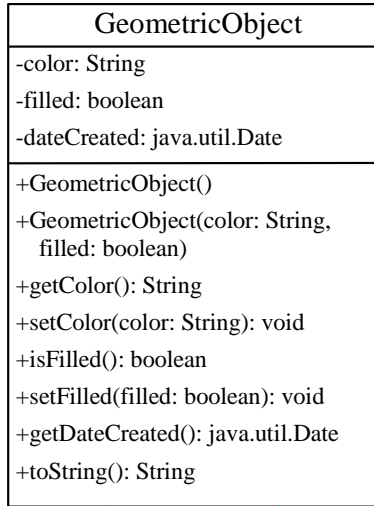 GeometricObject
-color: String
-filled: boolean
-dateCreated: java.util.Date
+GeometricObject()
+GeometricObject(color: String,
filled: boolean)
+getColor(): String
+setColor(color: String): void
+isFilled(): boolean
+setFilled(filled: boolean): void
+getDateCreated(): java.util.Date
+toString(): String